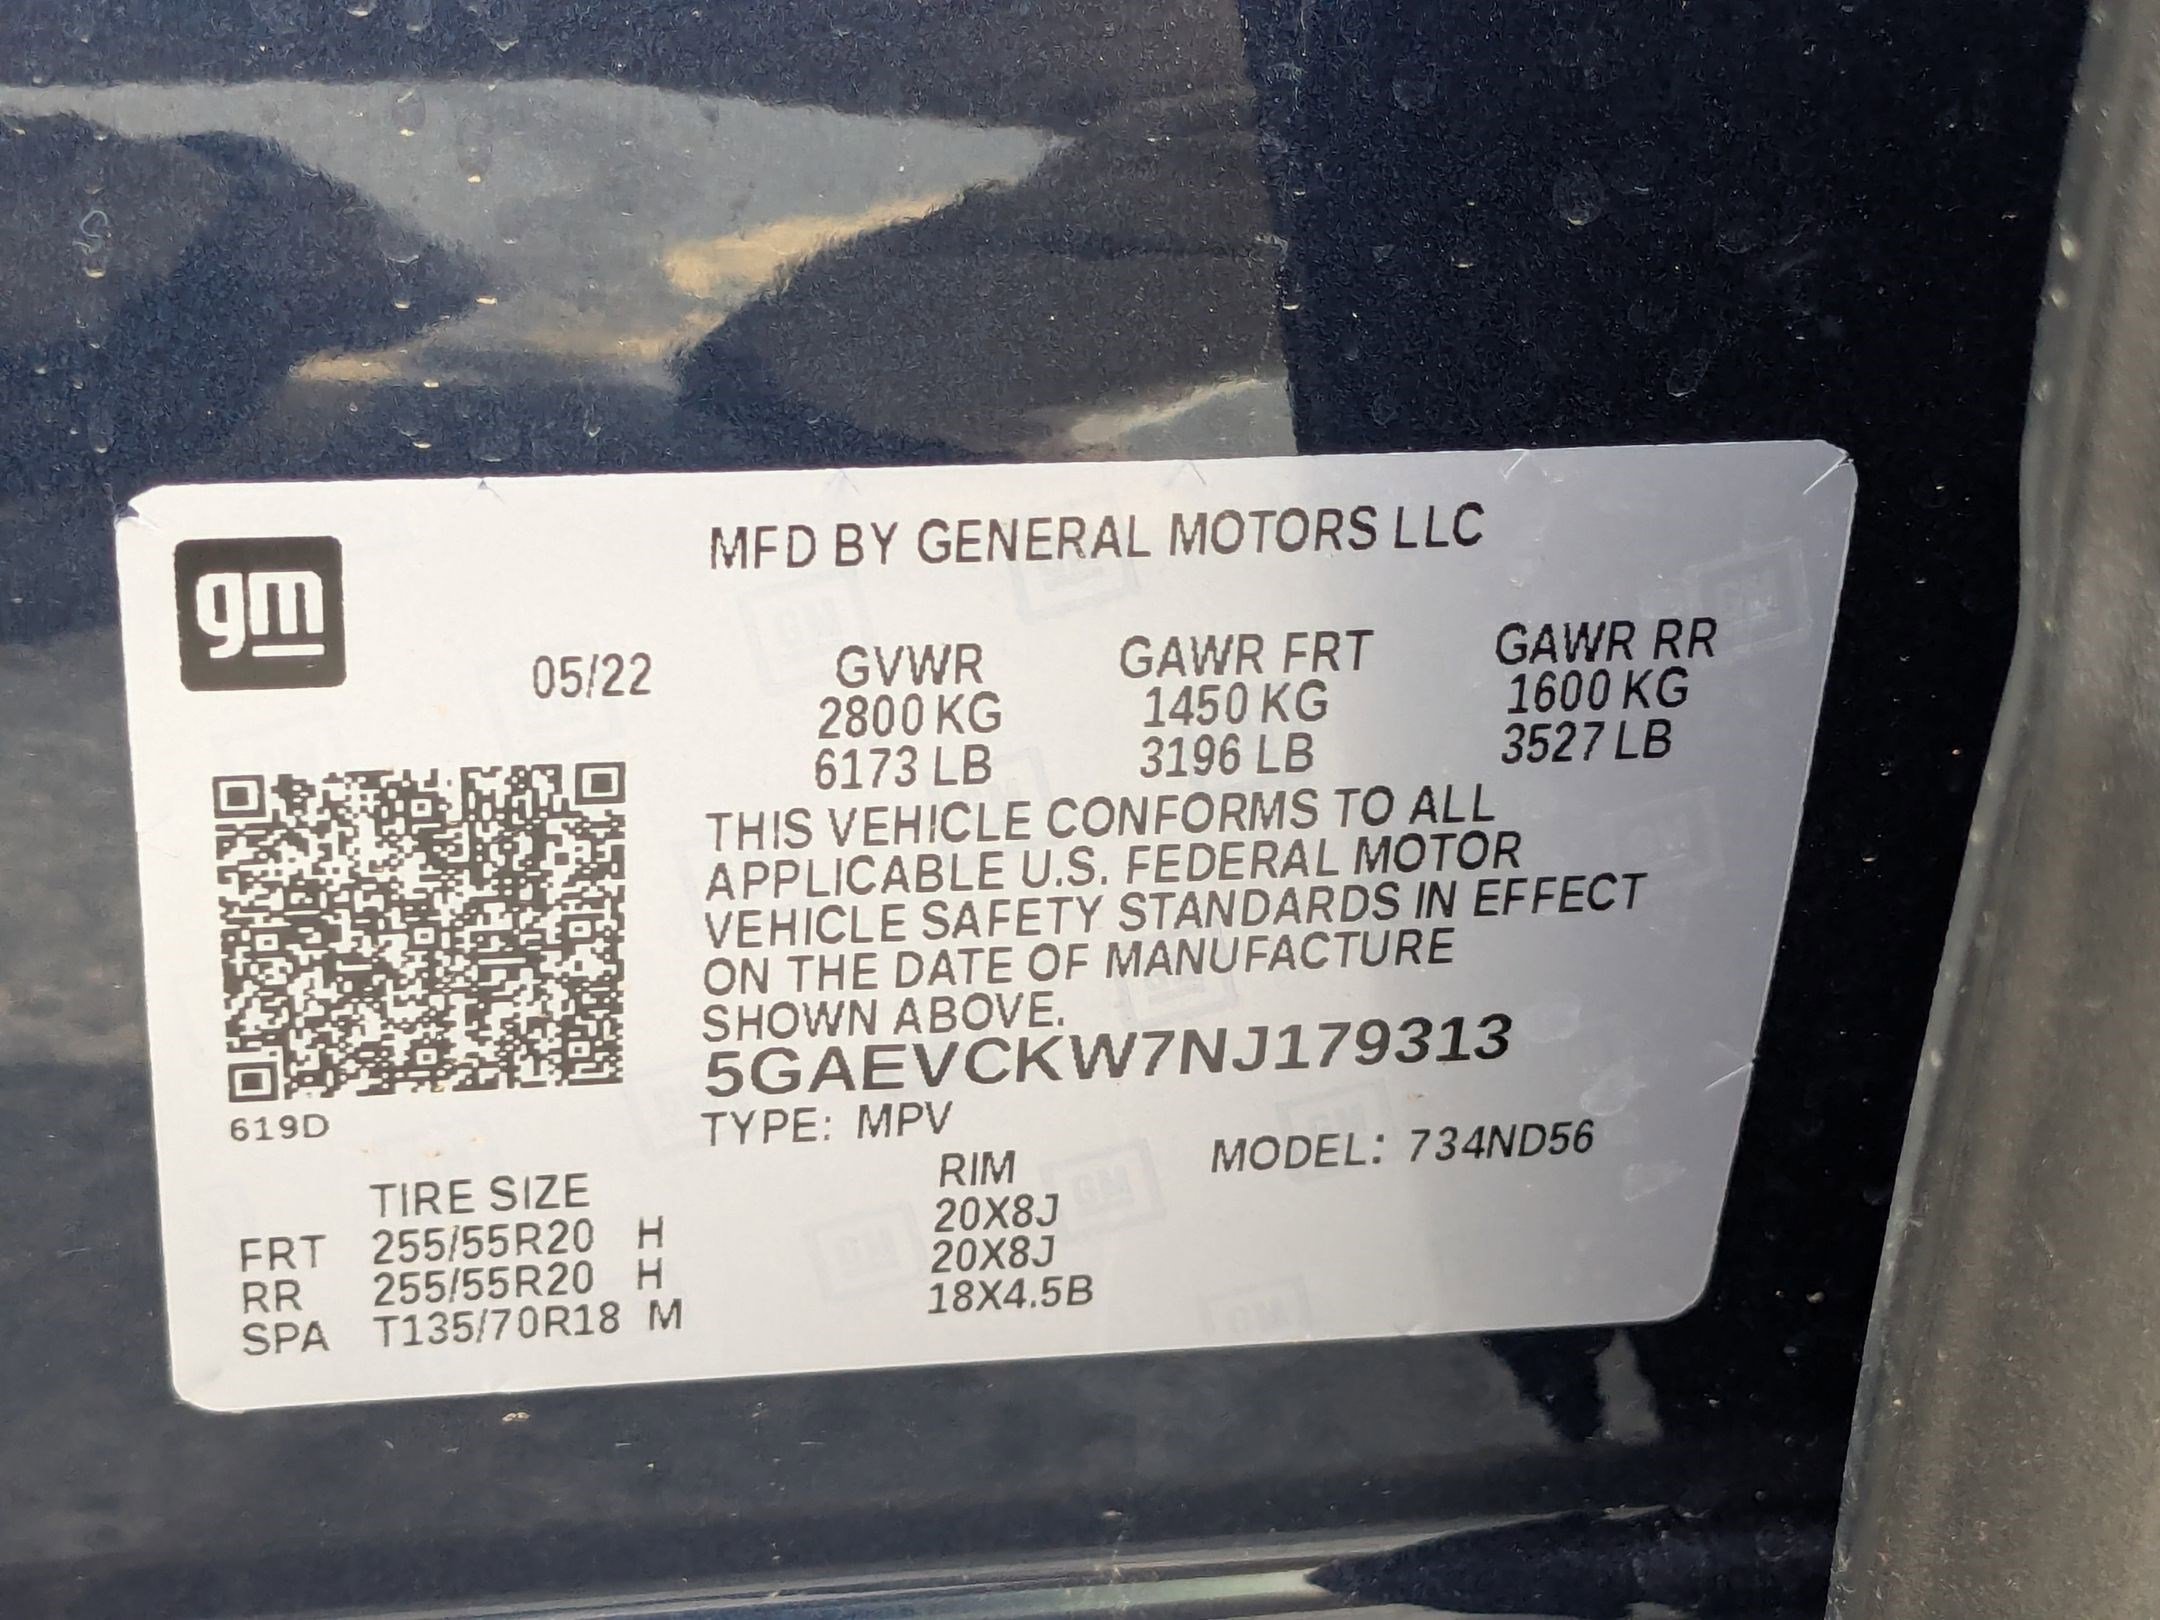 gm
MFD BY GENERAL MOTORS LLC
05/22 GVWR GAWR FRT GAWR RR
2800 KG 1450 KG 1600 KG
6173 LB 3196 LB 3527 LB
THIS VEHICLE CONFORMS TO ALL
APPLICABLE U.S. FEDERAL MOTOR
VEHICLE SAFETY STANDARDS IN EFFECT
ON THE DATE OF MANUFACTURE
SHOWN ABOVE.
5GAEVCKW7NJ179313
619D
TYPE: MPV MODEL: 734ND56
TIRE SIZE RIM
FRT 255/55R20 H 20X8J
RR 255/55R20 H 20X8J
SPA T135/70R18 M 18X4.5B